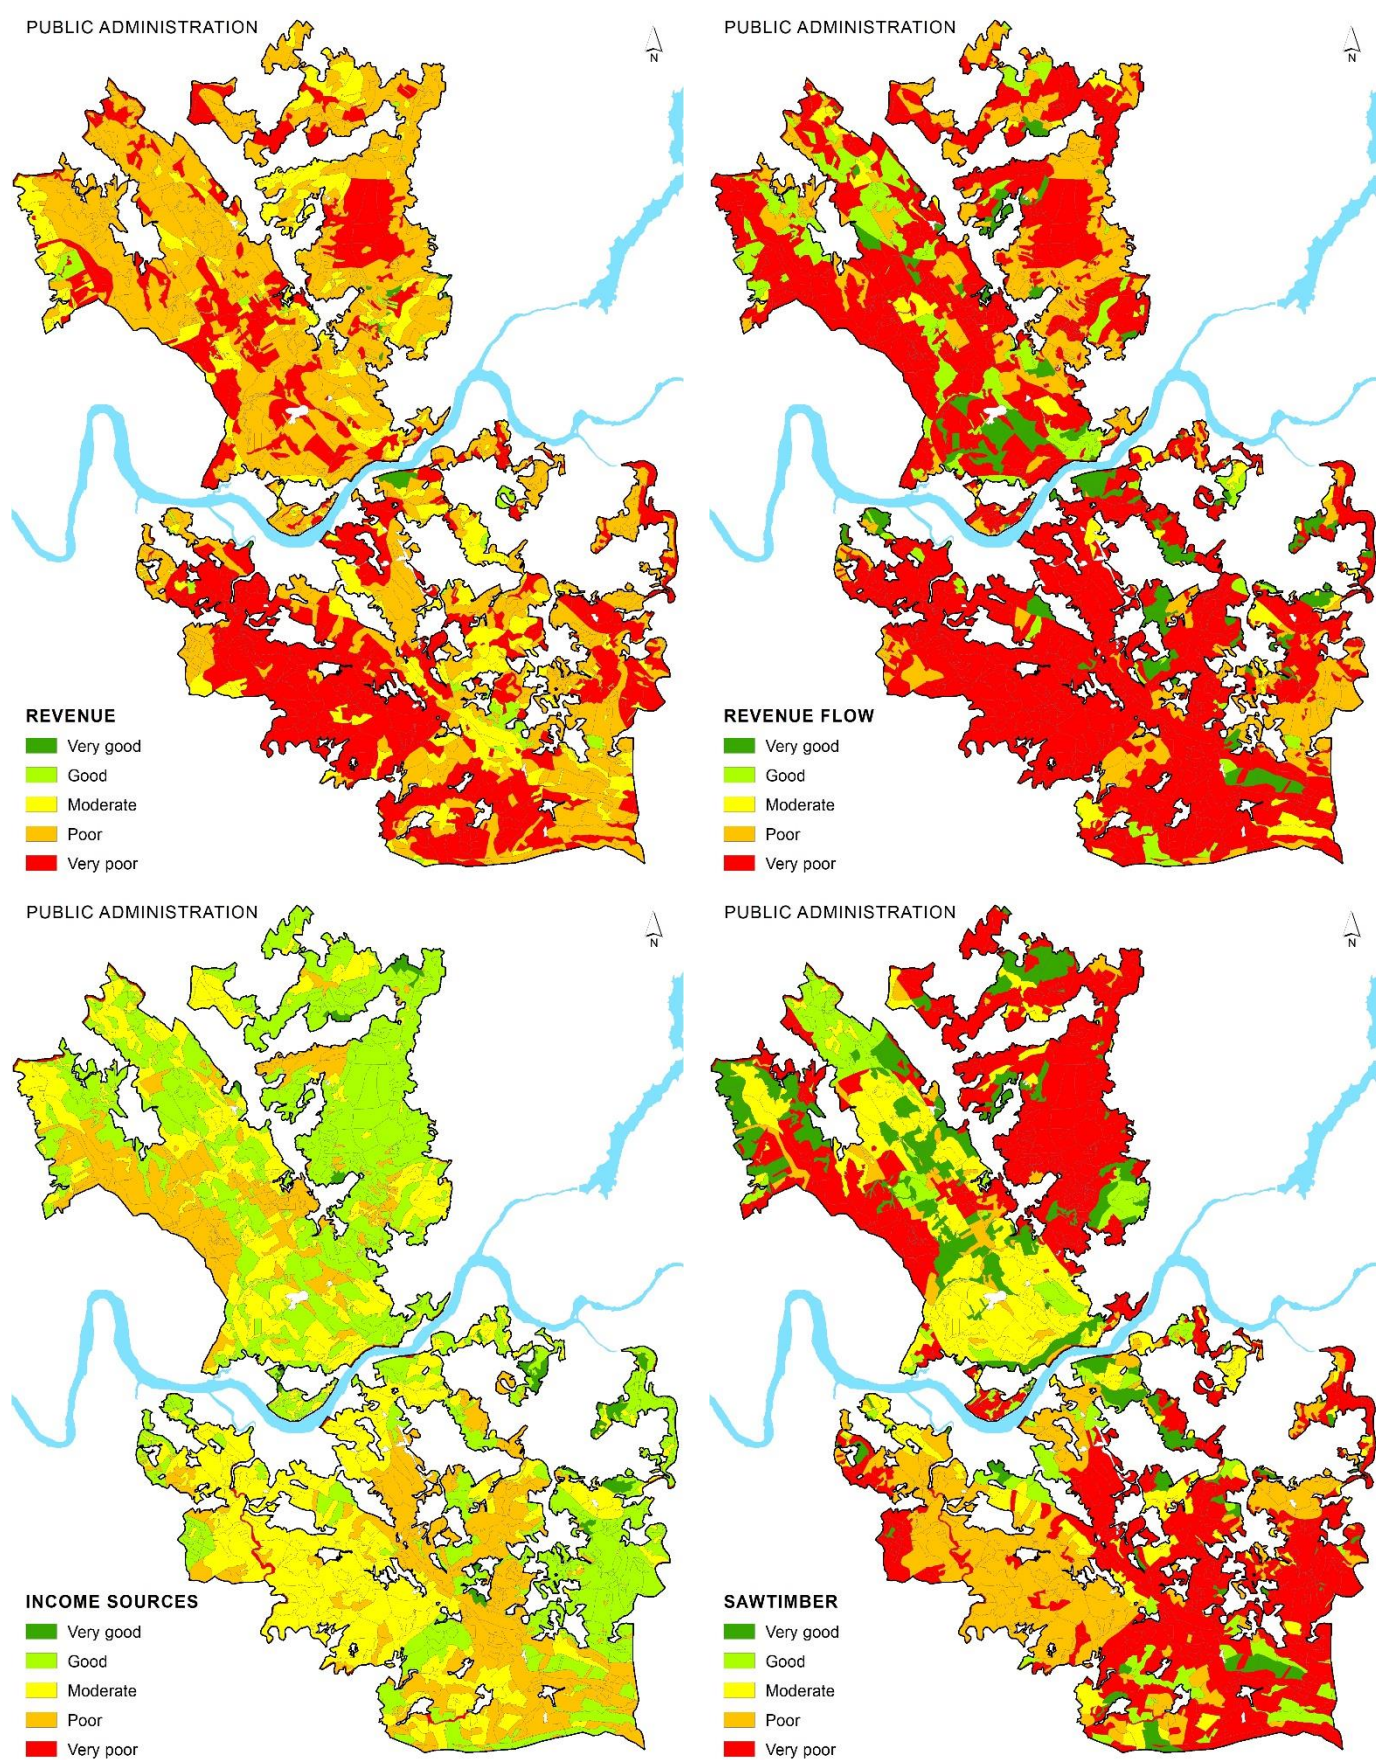 PUBLIC ADMINISTRATION
N
REVENUE
Very good
Good
Moderate
Poor
Very poor
PUBLIC ADMINISTRATION
N
REVENUE FLOW
Very good
Good
Moderate
Poor
Very poor
PUBLIC ADMINISTRATION
N
INCOME SOURCES
Very good
Good
Moderate
Poor
Very poor
PUBLIC ADMINISTRATION
N
SAWTIMBER
Very good
Good
Moderate
Poor
Very poor